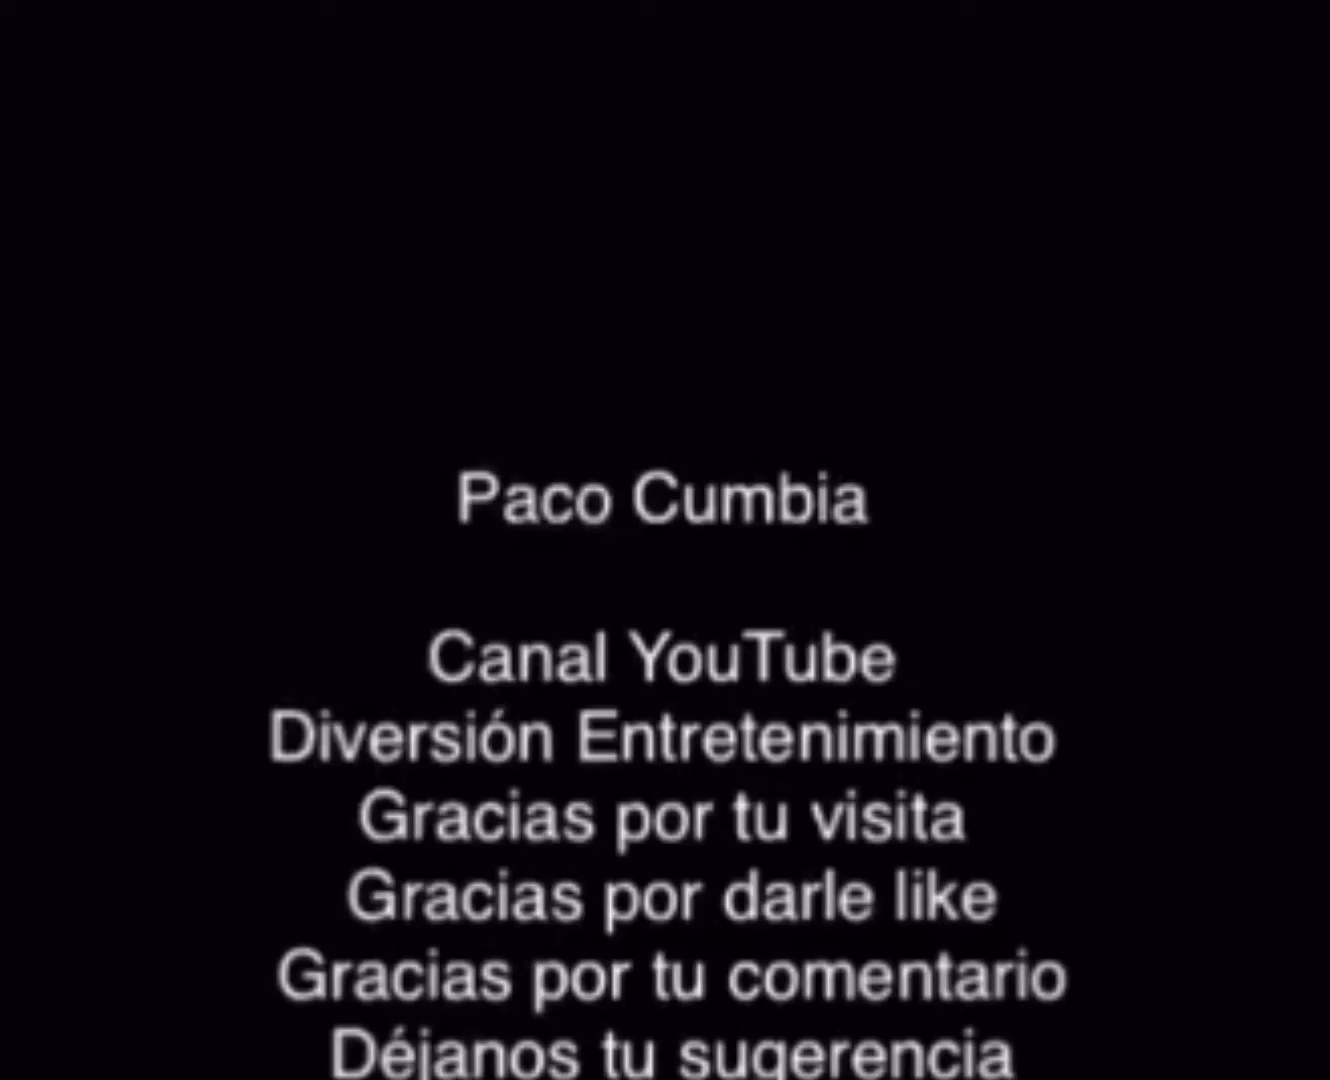 Paco Cumbia
Canal YouTube
Diversión Entretenimiento
Gracias por tu visita
Gracias por darle like
Gracias por tu comentario
Déjanos tu sugerencia